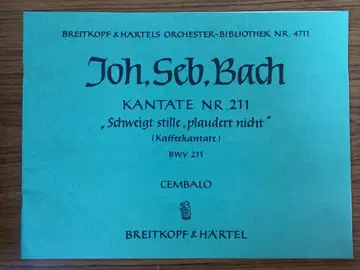 BREITKOPF & HÄRTELS ORCHESTER-BIBLIOTHEK NR. 4711
Joh. Seb. Bach
KANTATE NR. 211
„Schweigt stille, plaudert nicht“
(Kaffeekantate)
BWV 211
CEMBALO
BREITKOPF & HÄRTEL